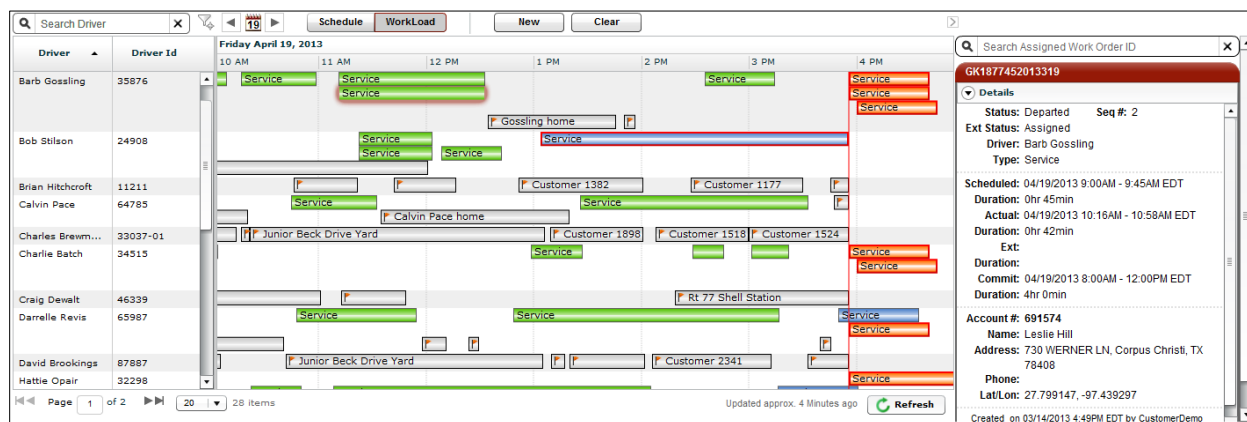 Search Driver X 19 Schedule WorkLoad New Clear
Driver Driver Id
Friday April 19, 2013
10 AM 11 AM 12 PM 1 PM 2 PM 3 PM 4 PM
Barb Gossling 35876 Service Service Service Service
Service Service
Service
Gossling home
Bob Stilson 24908 Service Service
Service Service
Brian Hitchcroft 11211 Customer 1382 Customer 1177
Calvin Pace 64785 Service Service
Calvin Pace home
Charles Brewm... 33037-01 Junior Beck Drive Yard Customer 1898 Customer 1518 Customer 1524
Charlie Batch 34515 Service Service
Service
Craig Dewalt 46339 Rt 77 Shell Station
Darrelle Revis 65987 Service Service Service
Service
David Brookings 87887 Junior Beck Drive Yard Customer 2341
Hattie Opair 32298 Service
Page 1 of 2 20 28 items Updated approx. 4 Minutes ago Refresh
Search Assigned Work Order ID X
GK1877452013319
Details
Status: Departed Seq #: 2
Ext Status: Assigned
Driver: Barb Gossling
Type: Service
Scheduled: 04/19/2013 9:00AM - 9:45AM EDT
Duration: 0hr 45min
Actual: 04/19/2013 10:16AM - 10:58AM EDT
Duration: 0hr 42min
Ext:
Duration:
Commit: 04/19/2013 8:00AM - 12:00PM EDT
Duration: 4hr 0min
Account #: 691574
Name: Leslie Hill
Address: 730 WERNER LN, Corpus Christi, TX
78408
Phone:
Lat/Lon: 27.799147, -97.439297
Created on 03/14/2013 4:49PM EDT by CustomerDemo